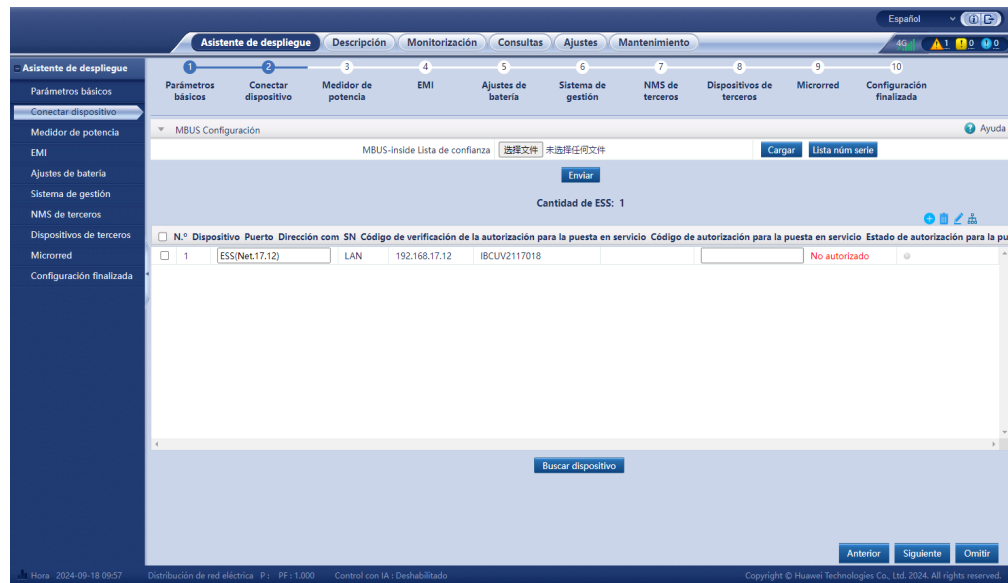 Español
Asistente de despliegue Descripción Monitorización Consultas Ajustes Mantenimiento
4G 1 0 0
Asistente de despliegue
Parámetros básicos
Conectar dispositivo
Medidor de potencia
EMI
Ajustes de batería
Sistema de gestión
NMS de terceros
Dispositivos de terceros
Microrred
Configuración finalizada
1 2 3 4 5 6 7 8 9 10
Parámetros básicos
Conectar dispositivo
Medidor de potencia
EMI
Ajustes de batería
Sistema de gestión
NMS de terceros
Dispositivos de terceros
Microrred
Configuración finalizada
MBUS Configuración
Ayuda
MBUS-inside Lista de confianza 选择文件 未选择任何文件 Cargar Lista núm serie
Enviar
Cantidad de ESS: 1
N.º Dispositivo Puerto Dirección com SN Código de verificación de la autorización para la puesta en servicio Código de autorización para la puesta en servicio Estado de autorización para la pu
1 ESS(Net.17.12) LAN 192.168.17.12 IBCUV2117018 No autorizado
Buscar dispositivo
Anterior Siguiente Omitir
Hora 2024-09-18 09:57 Distribución de red eléctrica P : PF : 1.000 Control con IA : Deshabilitado Copyright © Huawei Technologies Co., Ltd. 2024. All rights reserved.